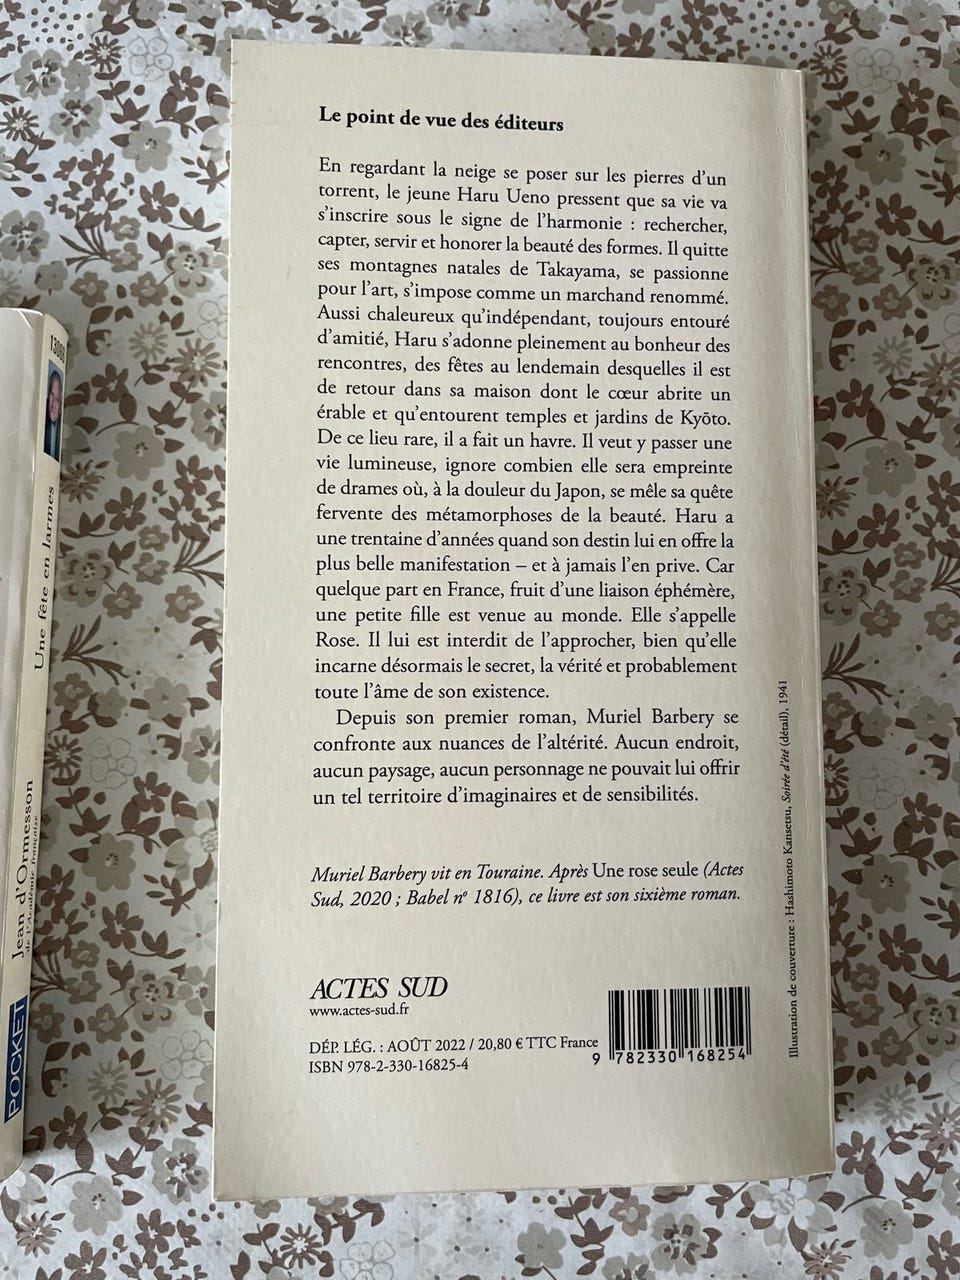 Le point de vue des éditeurs
En regardant la neige se poser sur les pierres d'un
torrent, le jeune Haru Ueno pressent que sa vie va
s'inscrire sous le signe de l'harmonie : rechercher,
capter, servir et honorer la beauté des formes. Il quitte
ses montagnes natales de Takayama, se passionne
pour l'art, s'impose comme un marchand renommé.
Aussi chaleureux qu'indépendant, toujours entouré
d'amitié, Haru s'adonne pleinement au bonheur des
rencontres, des fêtes au lendemain desquelles il est
de retour dans sa maison dont le cœur abrite un
érable et qu'entourent temples et jardins de Kyōto.
De ce lieu rare, il a fait un havre. Il veut y passer une
vie lumineuse, ignore combien elle sera empreinte
de drames où, à la douleur du Japon, se mêle sa quête
fervente des métamorphoses de la beauté. Haru a
une trentaine d'années quand son destin lui en offre la
plus belle manifestation – et à jamais l'en prive. Car
quelque part en France, fruit d'une liaison éphémère,
une petite fille est venue au monde. Elle s'appelle
Rose. Il lui est interdit de l'approcher, bien qu'elle
incarne désormais le secret, la vérité et probablement
toute l'âme de son existence.
Depuis son premier roman, Muriel Barbery se
confronte aux nuances de l'altérité. Aucun endroit,
aucun paysage, aucun personnage ne pouvait lui offrir
un tel territoire d'imaginaires et de sensibilités.
Muriel Barbery vit en Touraine. Après Une rose seule (Actes
Sud, 2020 ; Babel nº 1816), ce livre est son sixième roman.
ACTES SUD
www.actes-sud.fr
DÉP. LÉG. : AOÛT 2022 / 20,80 € TTC France
ISBN 978-2-330-16825-4
9 782330 168254
Illustration de couverture : Hashimoto Kansetsu, Soirée d'été (détail), 1941
13060
Une fête en larmes
Jean d'Ormesson
de l'Académie française
POCKET